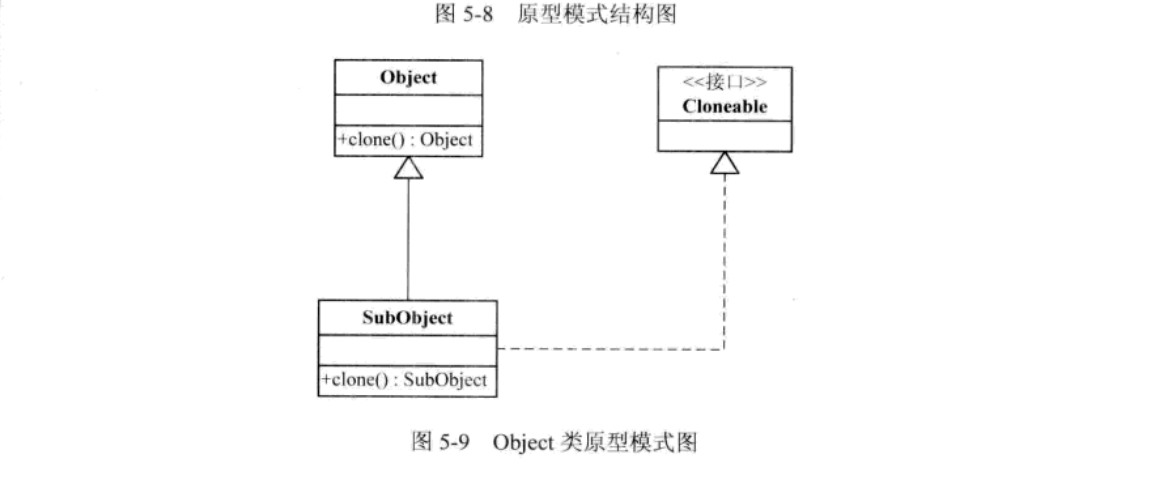 图 5-8 原型模式结构图
Object
+clone() : Object
<<接口>>
Cloneable
SubObject
+clone() : SubObject
图 5-9 Object 类原型模式图